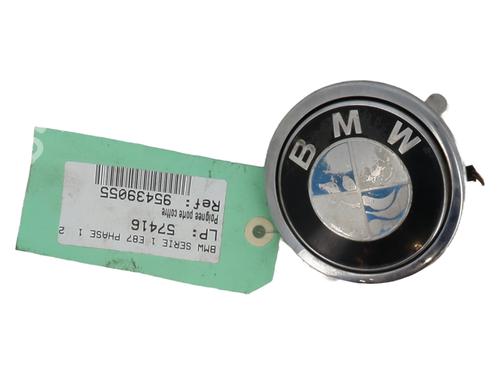 BMW
BMW SERIE 1 E87 PHASE 1 2
LP: 57416
Poignee porte coffre
Ref: 95439055